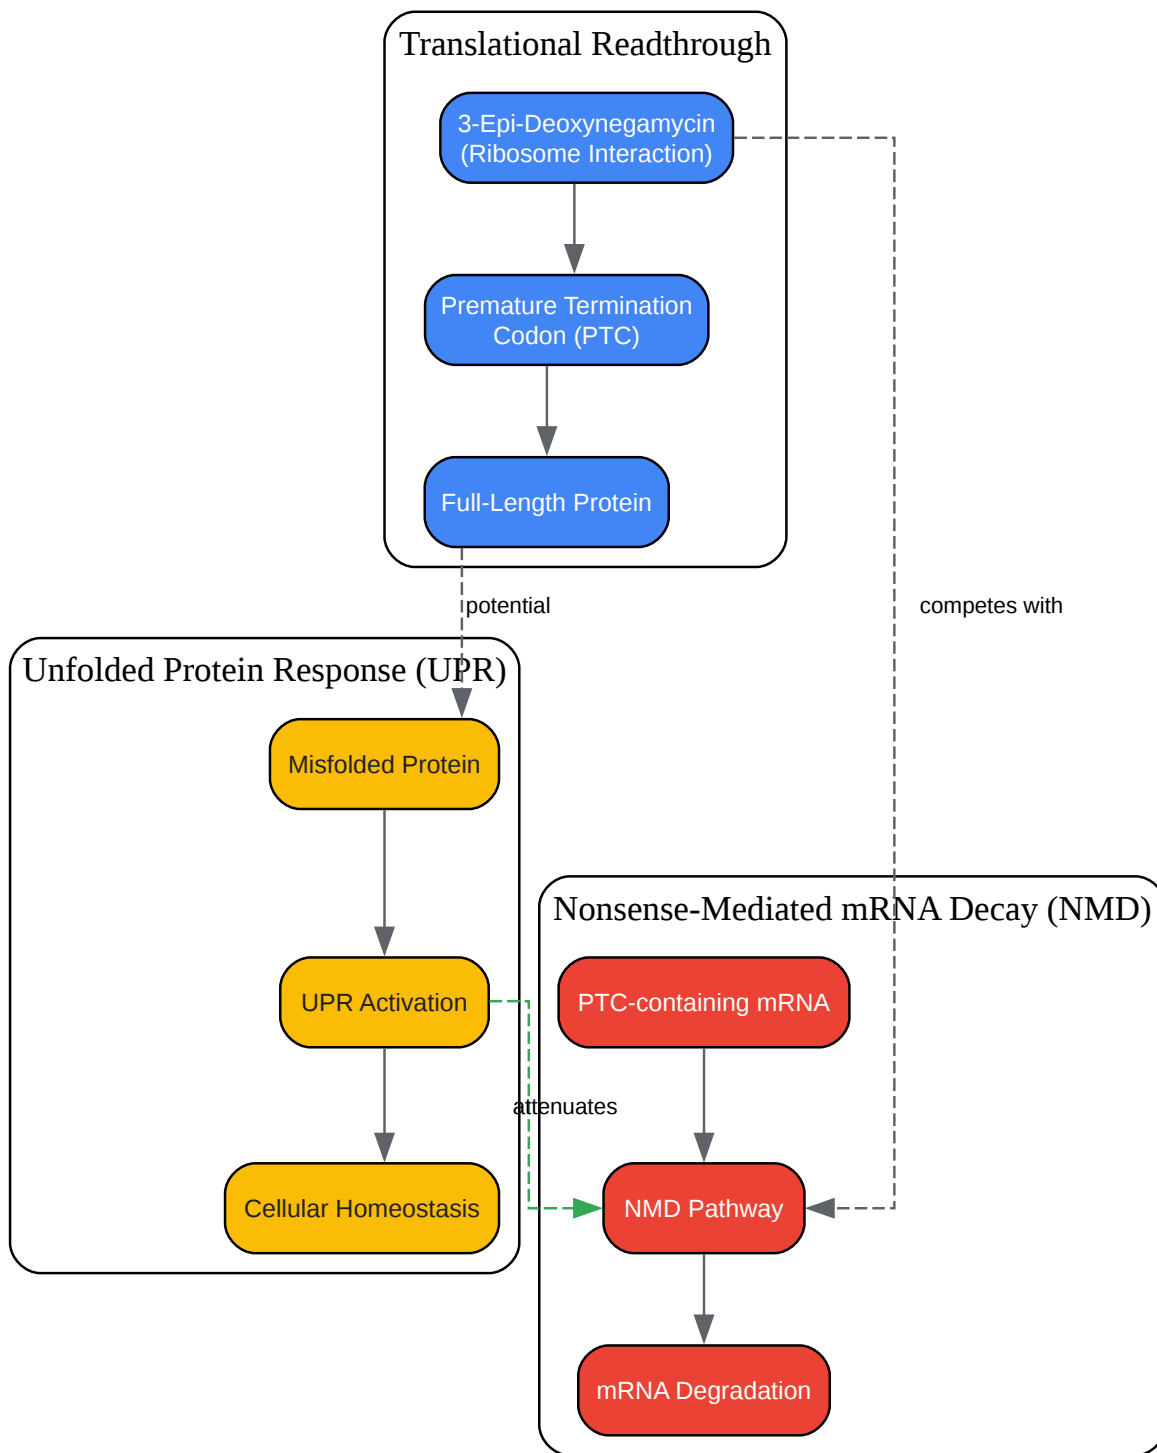 Translational Readthrough
3-Epi-Deoxynegamycin
(Ribosome Interaction)
Premature Termination
Codon (PTC)
Full-Length Protein
potential
competes with
Unfolded Protein Response (UPR)
Misfolded Protein
UPR Activation
Cellular Homeostasis
attenuates
Nonsense-Mediated mRNA Decay (NMD)
PTC-containing mRNA
NMD Pathway
mRNA Degradation